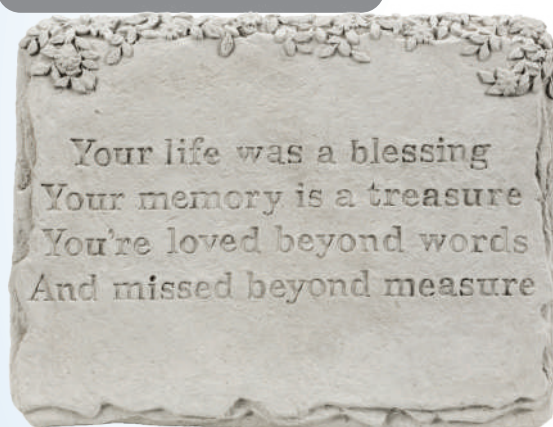 Your life was a blessing
Your memory is a treasure
You're loved beyond words
And missed beyond measure